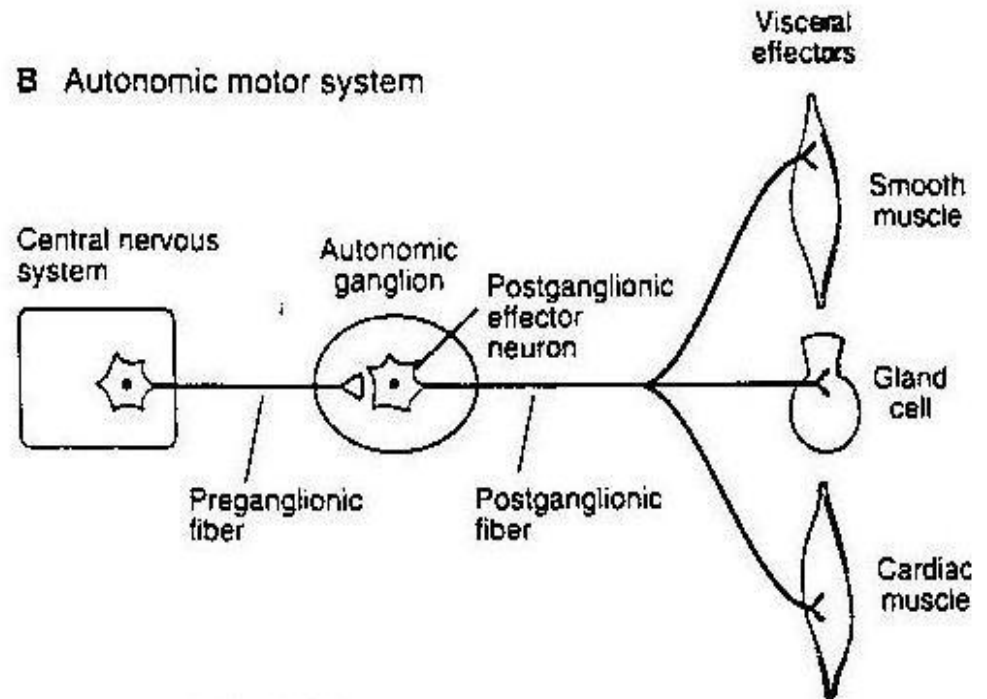 Visceral
effectors
B Autonomic motor system
Smooth
muscle
Central nervous
system
Autonomic
ganglion
Postganglionic
effector
neuron
Gland
cell
Preganglionic
fiber
Postganglionic
fiber
Cardiac
muscle